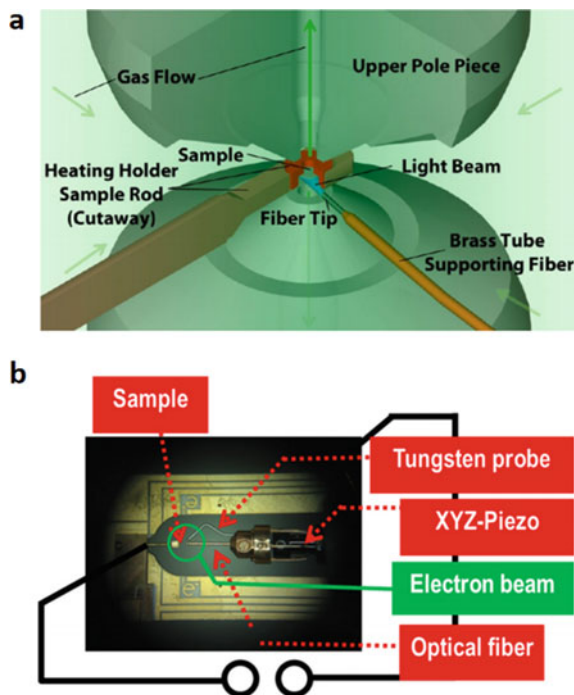 a
Gas Flow
Upper Pole Piece
Sample
Heating Holder
Sample Rod
(Cutaway)
Light Beam
Fiber Tip
Brass Tube
Supporting Fiber
b
Sample
Tungsten probe
XYZ-Piezo
Electron beam
Optical fiber